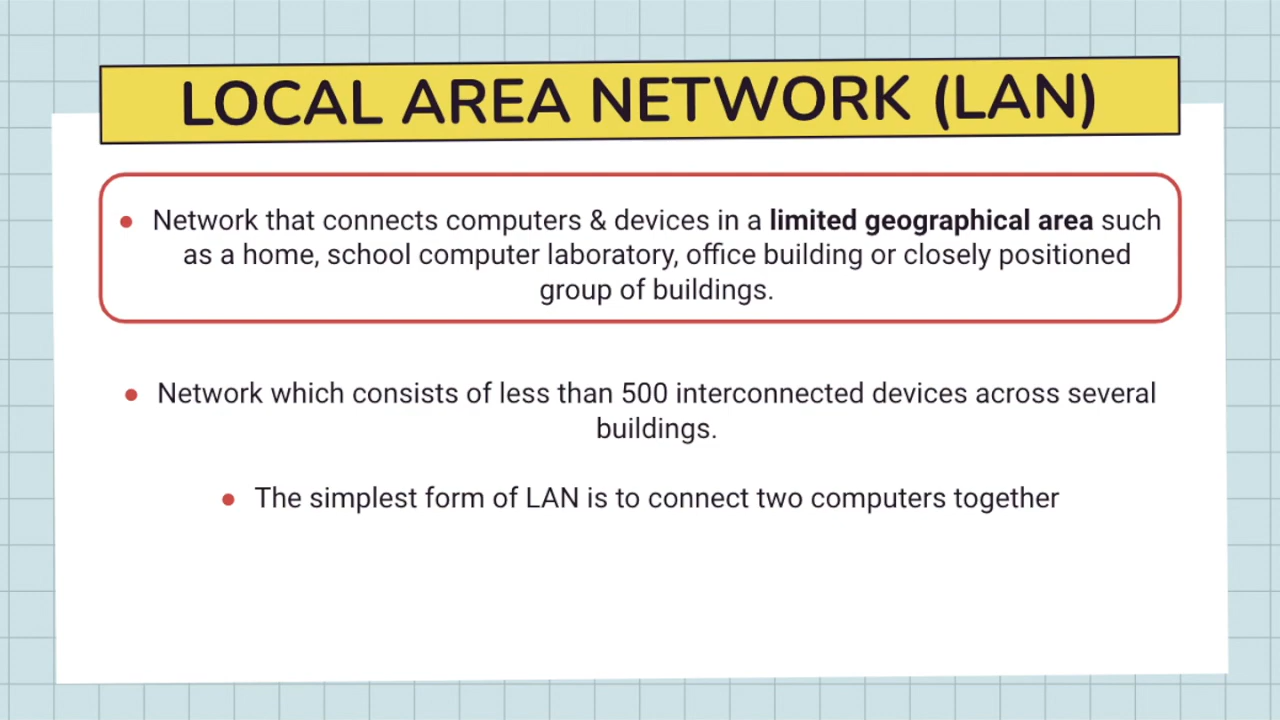 LOCAL AREA NETWORK (LAN)
● Network that connects computers & devices in a limited geographical area such
as a home, school computer laboratory, office building or closely positioned
group of buildings.
● Network which consists of less than 500 interconnected devices across several
buildings.
● The simplest form of LAN is to connect two computers together